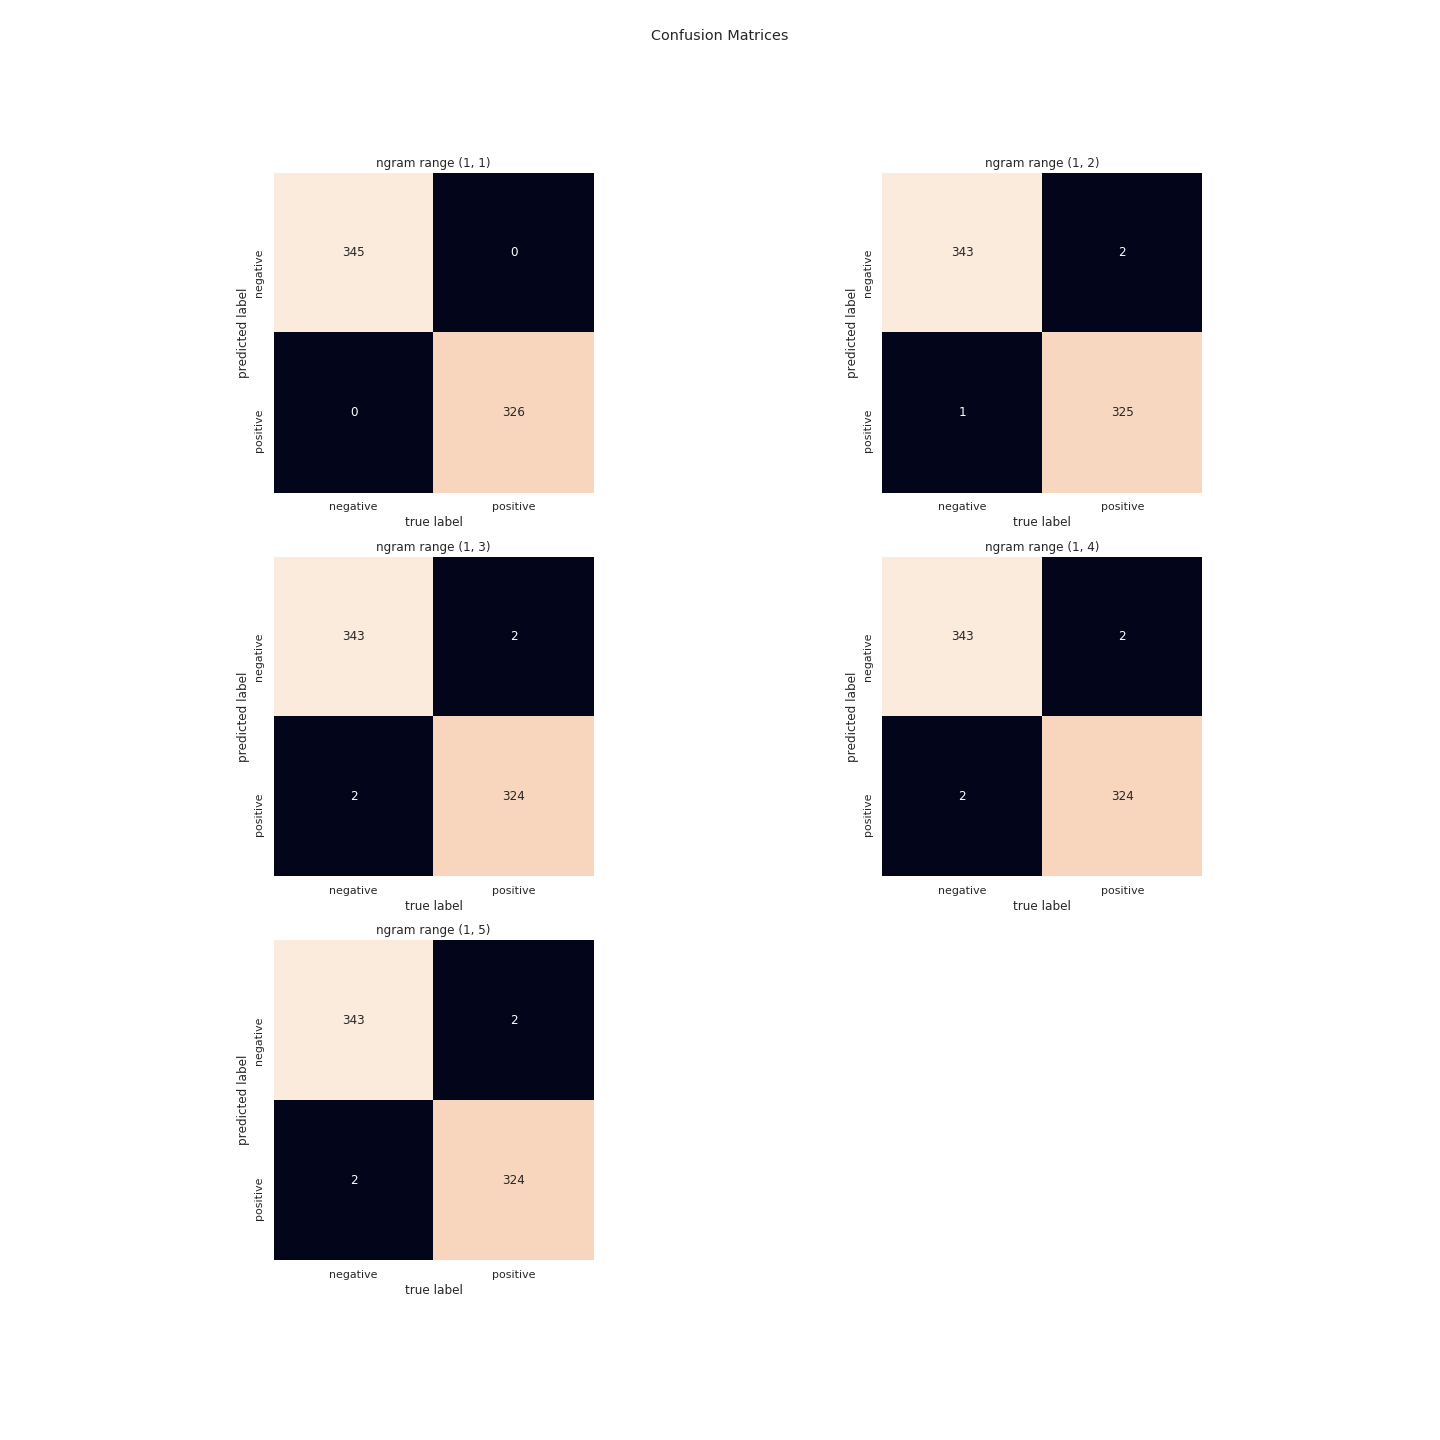 Confusion Matrices
ngram range (1, 1)
predicted label
negative
345
0
positive
0
326
negative
positive
true label
ngram range (1, 2)
predicted label
negative
343
2
positive
1
325
negative
positive
true label
ngram range (1, 3)
predicted label
negative
343
2
positive
2
324
negative
positive
true label
ngram range (1, 4)
predicted label
negative
343
2
positive
2
324
negative
positive
true label
ngram range (1, 5)
predicted label
negative
343
2
positive
2
324
negative
positive
true label